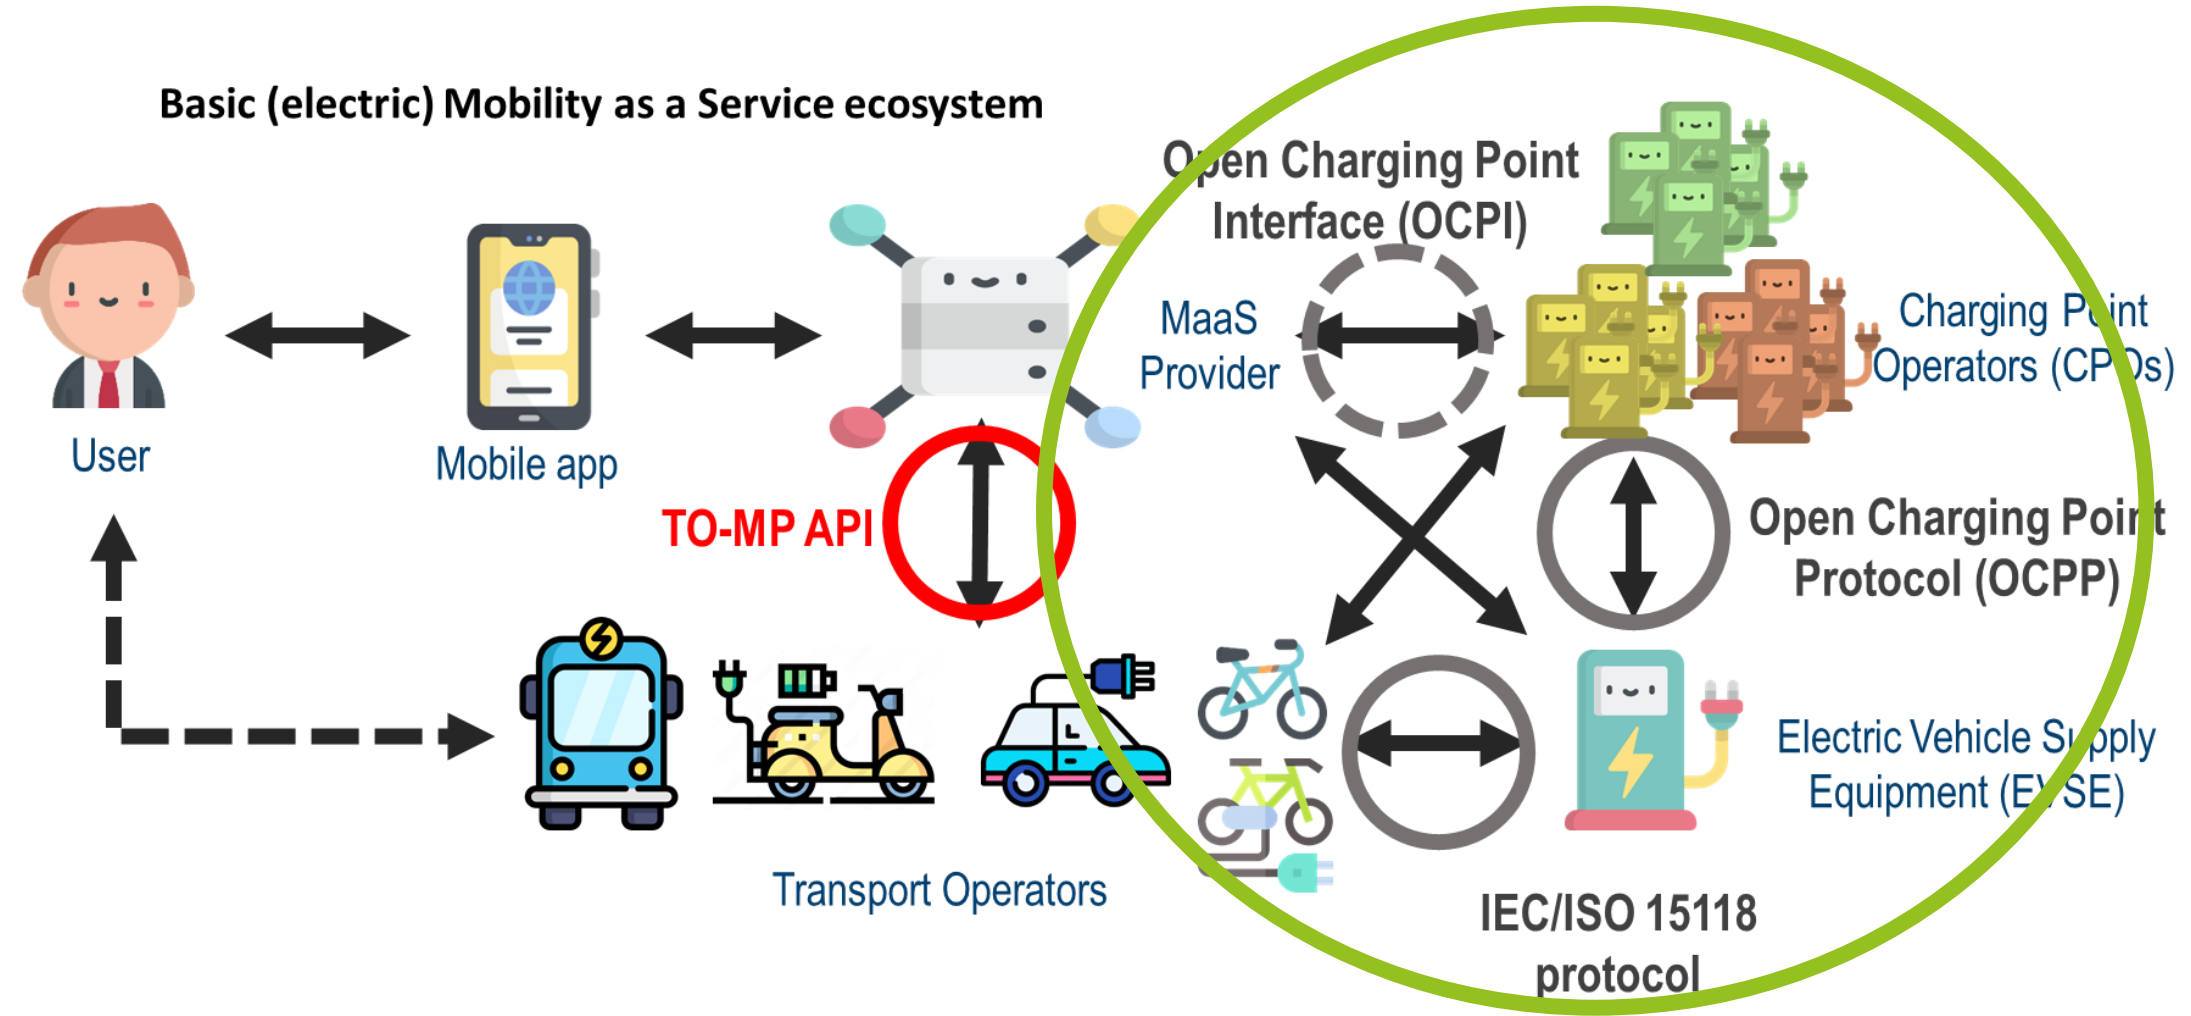 Basic (electric) Mobility as a Service ecosystem
Open Charging Point
Interface (OCPI)
MaaS
Provider
Charging Point
Operators (CPOs)
User
Mobile app
TO-MP API
Open Charging Point
Protocol (OCPP)
Electric Vehicle Supply
Equipment (EVSE)
Transport Operators
IEC/ISO 15118
protocol